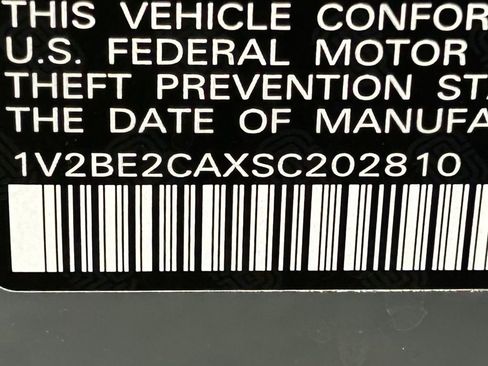 THIS VEHICLE CONFOR
U.S. FEDERAL MOTOR
THEFT PREVENTION STA
THE DATE OF MANUFA
1V2BE2CAXSC202810